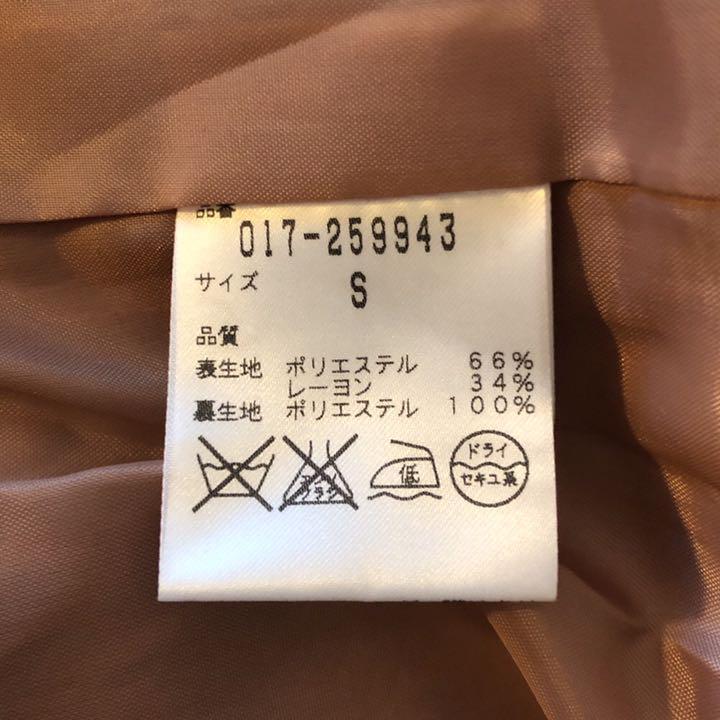 品番
017-259943
サイズ
S
品質
表生地 ポリエステル 66%
レーヨン 34%
裏生地 ポリエステル 100%
低
ドライ
セキユ系